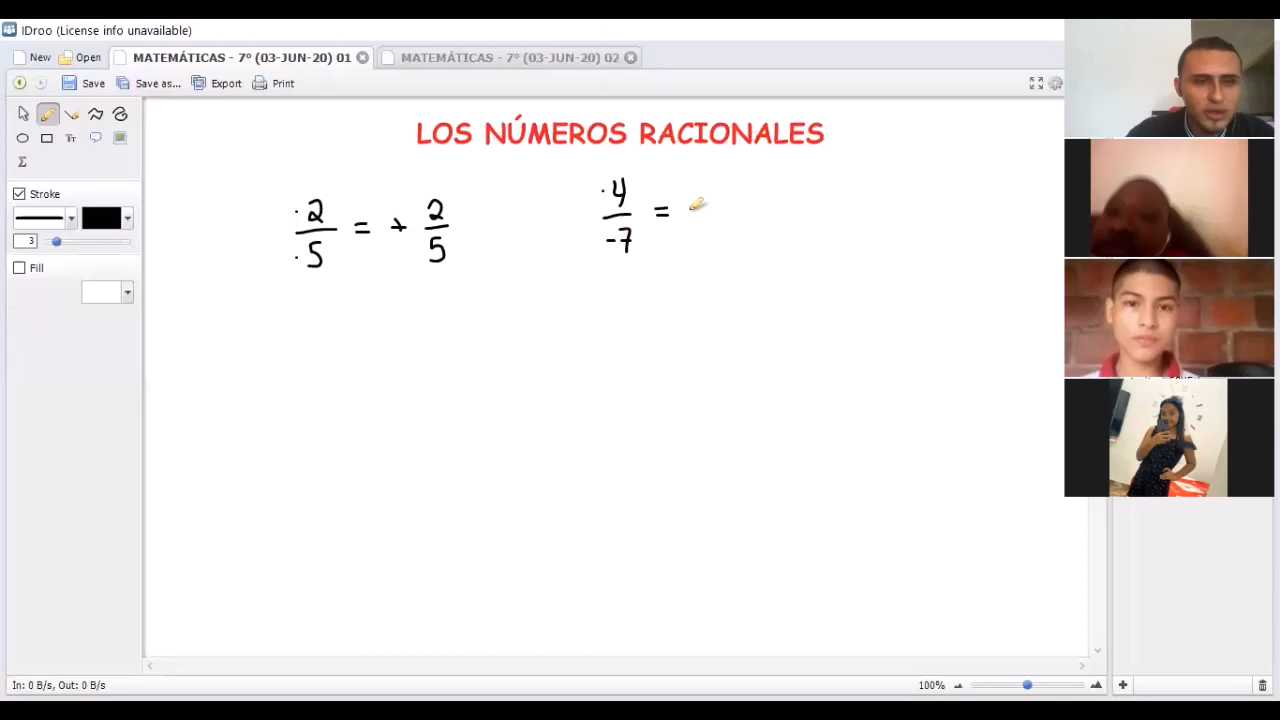 IDroo (License info unavailable)
New Open MATEMÁTICAS - 7º (03-JUN-20) 01 MATEMÁTICAS - 7º (03-JUN-20) 02
Save Save as... Export Print
LOS NÚMEROS RACIONALES
Tт
Σ
Stroke
3
Fill
·2/·5 = + 2/5
·4/-7 =
In: 0 B/s, Out: 0 B/s 100%